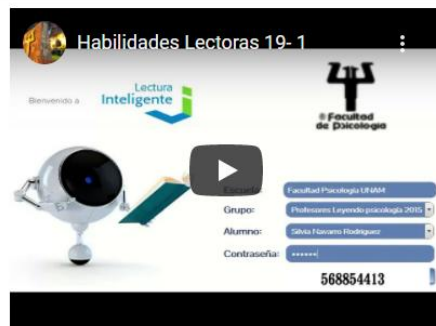 Habilidades Lectoras 19- 1
Bienvenido a
Lectura
Inteligente
® Facultad
de Psicología
Escuela:
Facultad Psicología UNAM
Grupo:
Profesores Leyendo psicología 2015
Alumno:
Silvia Navarro Rodriguez
Contraseña:
••••••
568854413